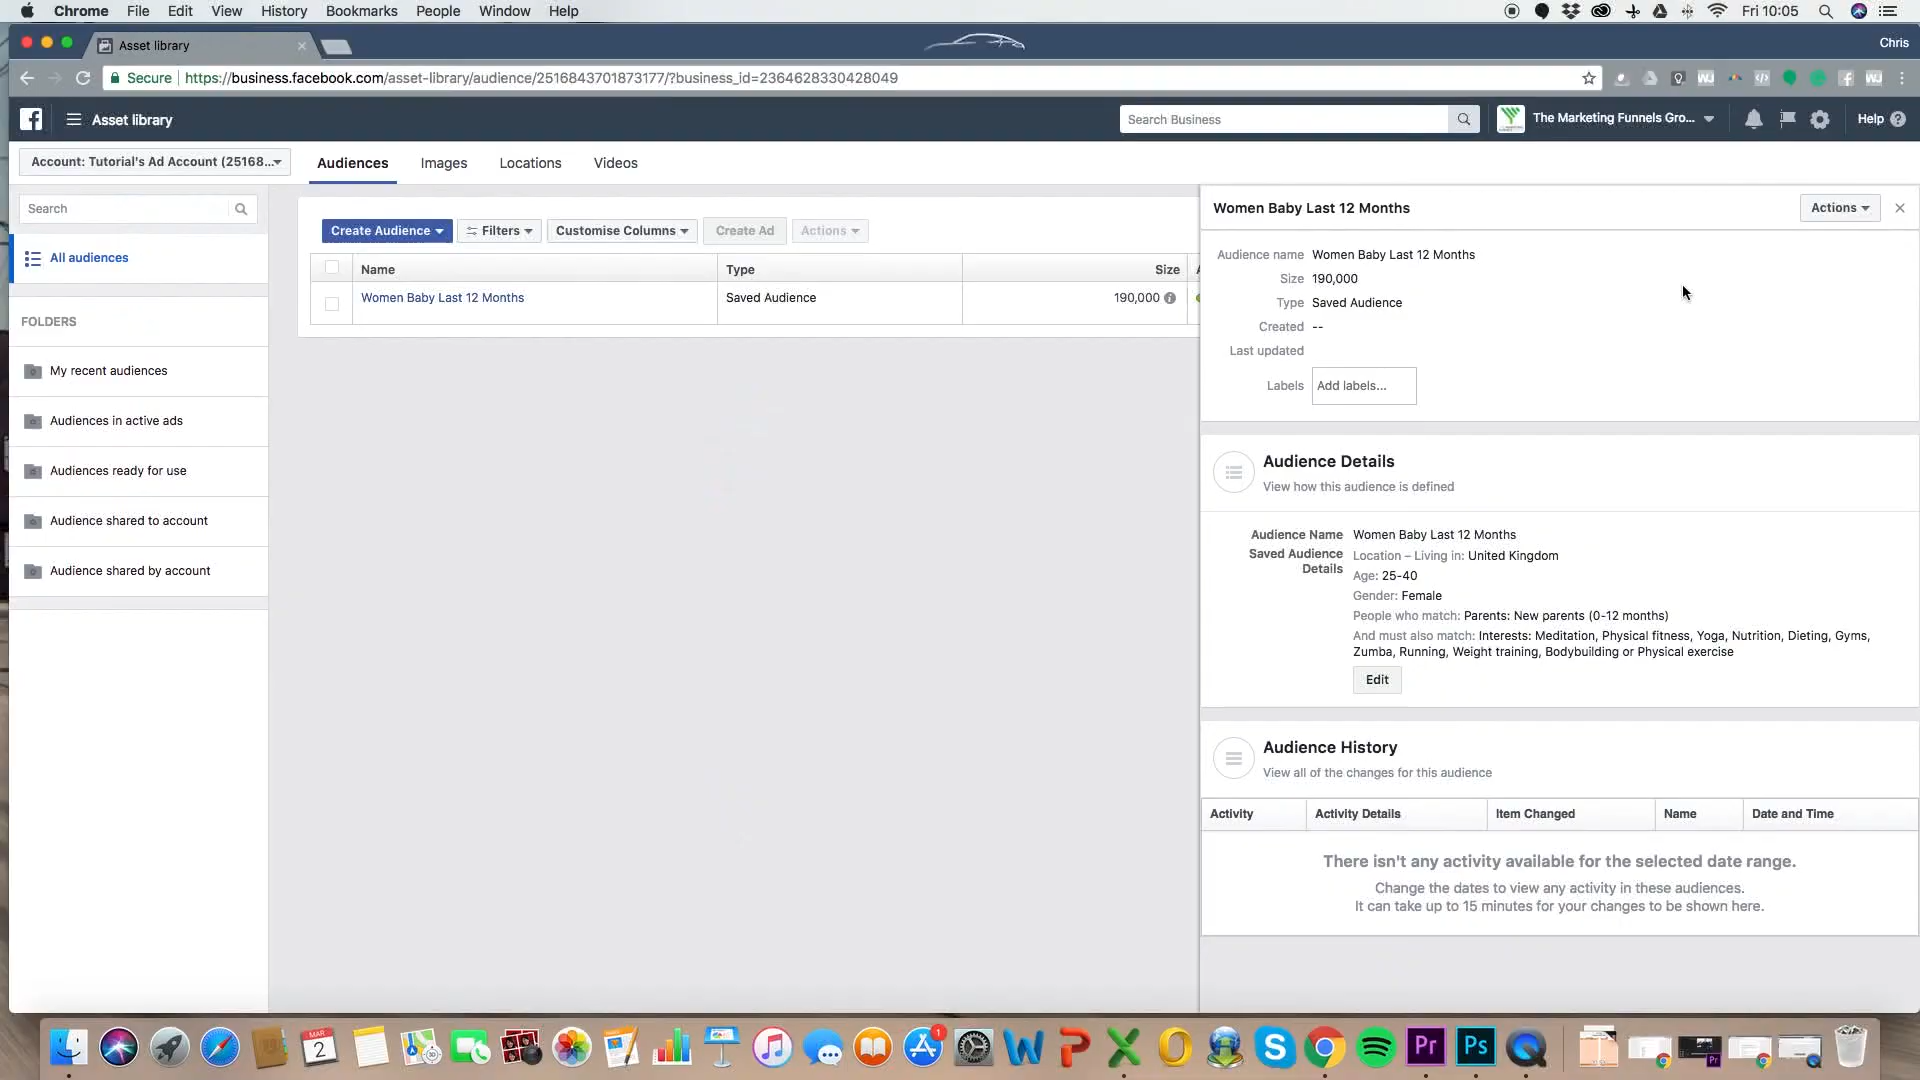 Chrome File Edit View History Bookmarks People Window Help Fri 10:05
Asset library
Chris
Secure https://business.facebook.com/asset-library/audience/2516843701873177/?business_id=2364628330428049
Asset library
Search Business
The Marketing Funnels Gro...
Help
Account: Tutorial's Ad Account (25168...
Audiences Images Locations Videos
Search
All audiences
FOLDERS
My recent audiences
Audiences in active ads
Audiences ready for use
Audience shared to account
Audience shared by account
Create Audience Filters Customise Columns Create Ad Actions
Name Type Size
Women Baby Last 12 Months Saved Audience 190,000
Women Baby Last 12 Months
Actions
Audience name Women Baby Last 12 Months
Size 190,000
Type Saved Audience
Created --
Last updated
Labels Add labels...
Audience Details
View how this audience is defined
Audience Name Women Baby Last 12 Months
Saved Audience Details
Location – Living in: United Kingdom
Age: 25-40
Gender: Female
People who match: Parents: New parents (0-12 months)
And must also match: Interests: Meditation, Physical fitness, Yoga, Nutrition, Dieting, Gyms,
Zumba, Running, Weight training, Bodybuilding or Physical exercise
Edit
Audience History
View all of the changes for this audience
Activity Activity Details Item Changed Name Date and Time
There isn't any activity available for the selected date range.
Change the dates to view any activity in these audiences.
It can take up to 15 minutes for your changes to be shown here.
MAR
2
1
Pr
Ps